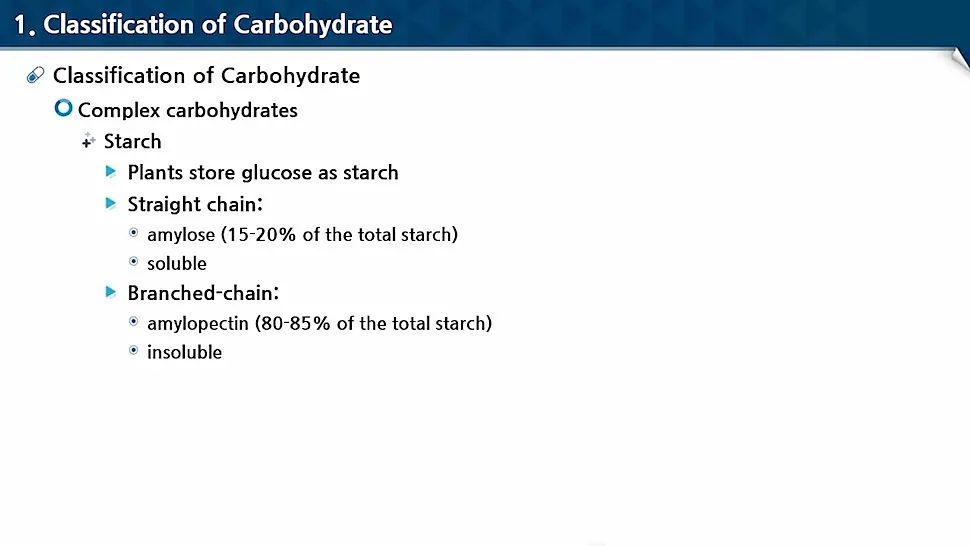 1. Classification of Carbohydrate
Classification of Carbohydrate
Complex carbohydrates
Starch
Plants store glucose as starch
Straight chain:
amylose (15-20% of the total starch)
soluble
Branched-chain:
amylopectin (80-85% of the total starch)
insoluble